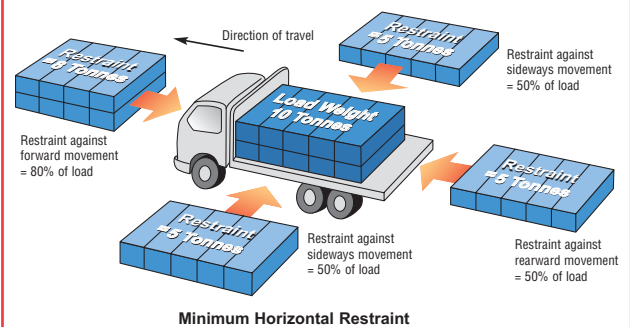 Direction of travel
Restraint
=8 Tonnes
Restraint against
forward movement
= 80% of load
Restraint
=5 Tonnes
Restraint against
sideways movement
= 50% of load
Load Weight
10 Tonnes
Restraint
=5 Tonnes
Restraint against
sideways movement
= 50% of load
Restraint
=5 Tonnes
Restraint against
rearward movement
= 50% of load
Minimum Horizontal Restraint